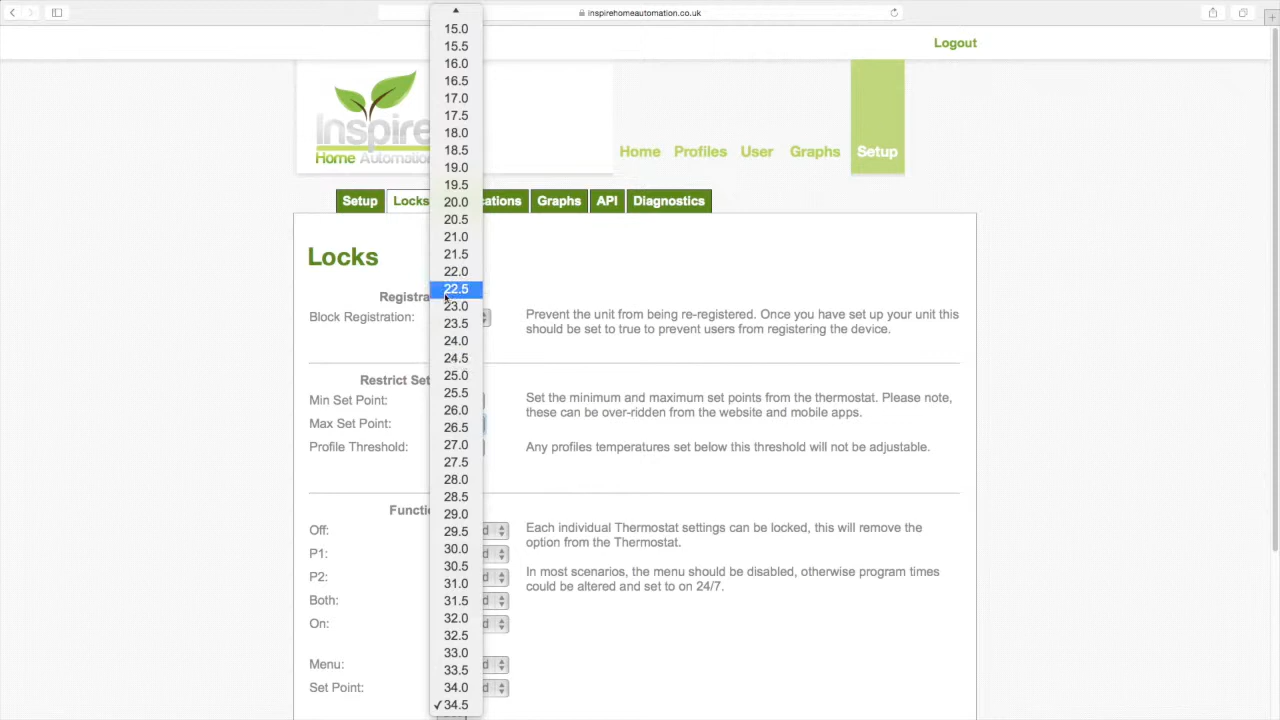 inspirehomeautomation.co.uk
Logout
Inspire
Home Automation
Home Profiles User Graphs Setup
Setup Locks ations Graphs API Diagnostics
Locks
Registra
Block Registration:
Prevent the unit from being re-registered. Once you have set up your unit this
should be set to true to prevent users from registering the device.
Restrict Set
Min Set Point:
Max Set Point:
Profile Threshold:
Set the minimum and maximum set points from the thermostat. Please note,
these can be over-ridden from the website and mobile apps.
Any profiles temperatures set below this threshold will not be adjustable.
Functi
Off: d
P1: d
P2: d
Both: d
On: d
Menu: d
Set Point: d
Each individual Thermostat settings can be locked, this will remove the
option from the Thermostat.
In most scenarios, the menu should be disabled, otherwise program times
could be altered and set to on 24/7.
15.0
15.5
16.0
16.5
17.0
17.5
18.0
18.5
19.0
19.5
20.0
20.5
21.0
21.5
22.0
22.5
23.0
23.5
24.0
24.5
25.0
25.5
26.0
26.5
27.0
27.5
28.0
28.5
29.0
29.5
30.0
30.5
31.0
31.5
32.0
32.5
33.0
33.5
34.0
✓34.5